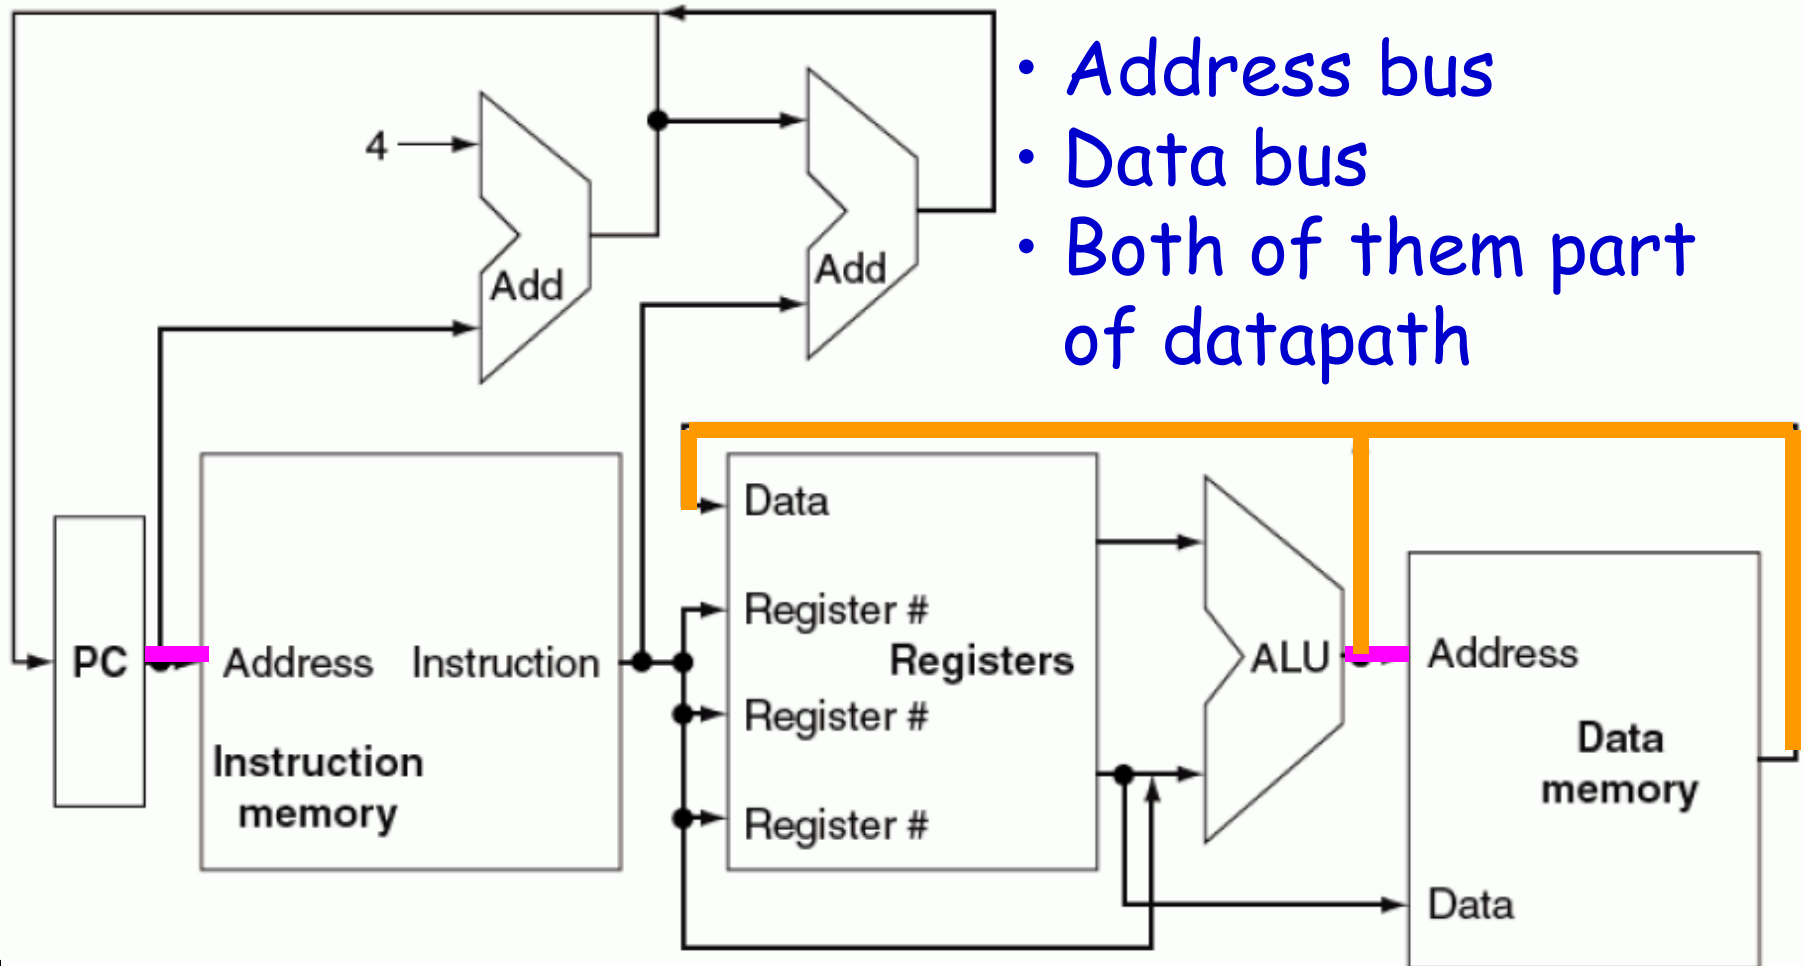 • Address bus
• Data bus
• Both of them part
of datapath
4
Add
Add
PC
Address Instruction
Instruction
memory
Data
Register #
Registers
Register #
Register #
ALU
Address
Data
memory
Data